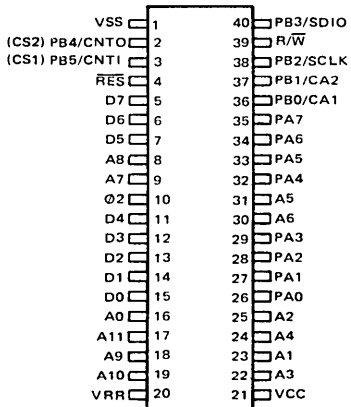 VSS 1 40 PB3/SDIO
(CS2) PB4/CNTO 2 39 R/W̅
(CS1) PB5/CNTI 3 38 PB2/SCLK
R̅E̅S̅ 4 37 PB1/CA2
D7 5 36 PB0/CA1
D6 6 35 PA7
D5 7 34 PA6
A8 8 33 PA5
A7 9 32 PA4
Ø2 10 31 A5
D4 11 30 A6
D3 12 29 PA3
D2 13 28 PA2
D1 14 27 PA1
D0 15 26 PA0
A0 16 25 A2
A11 17 24 A4
A9 18 23 A1
A10 19 22 A3
VRR 20 21 VCC